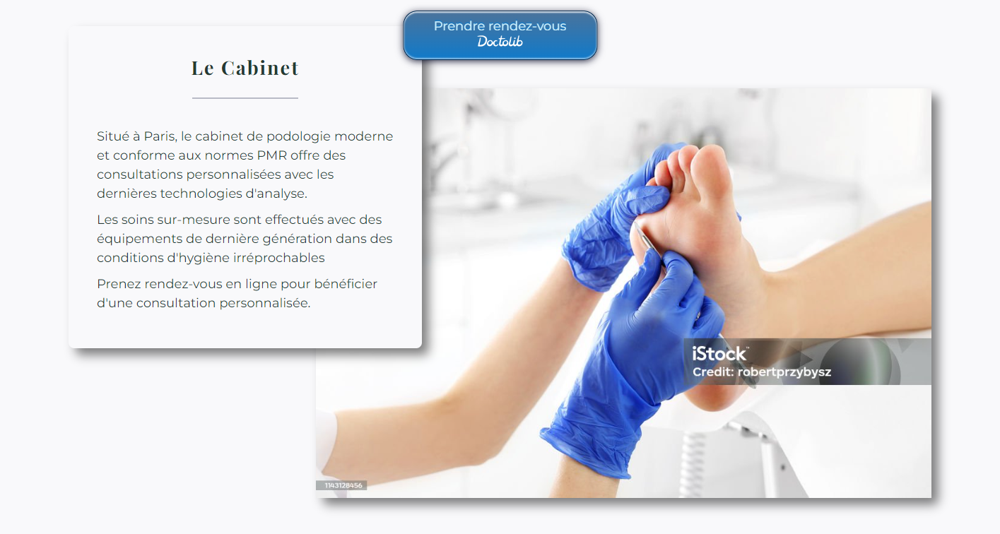 Prendre rendez-vous
Doctolib
Le Cabinet
Situé à Paris, le cabinet de podologie moderne
et conforme aux normes PMR offre des
consultations personnalisées avec les
dernières technologies d'analyse.
Les soins sur-mesure sont effectués avec des
équipements de dernière génération dans des
conditions d'hygiène irréprochables
Prenez rendez-vous en ligne pour bénéficier
d'une consultation personnalisée.
iStock™
Credit: robertprzybysz
1143128456